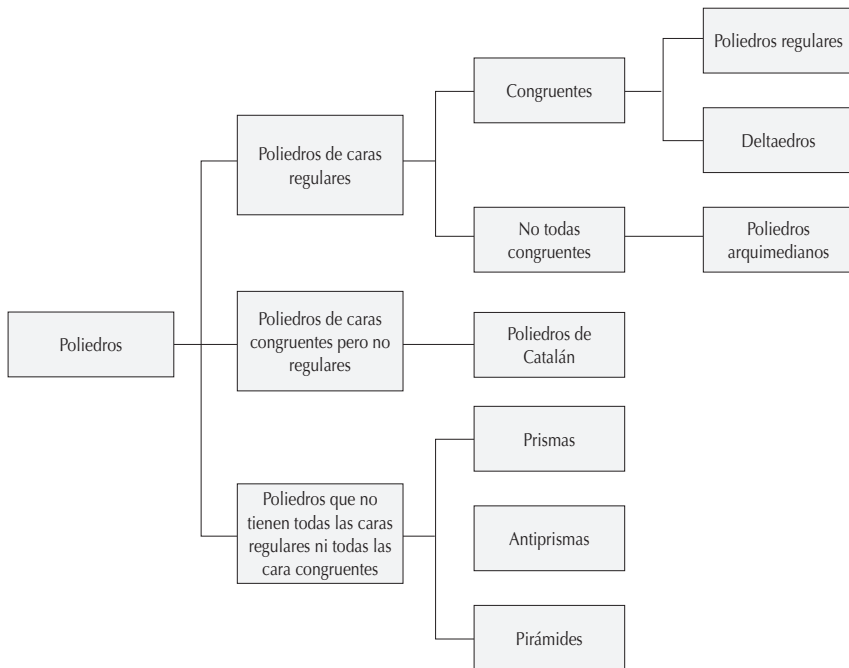 Poliedros
Poliedros de caras
regulares
Congruentes
Poliedros regulares
Deltaedros
No todas
congruentes
Poliedros
arquimedianos
Poliedros de caras
congruentes pero no
regulares
Poliedros de
Catalán
Poliedros que no
tienen todas las caras
regulares ni todas las
cara congruentes
Prismas
Antiprismas
Pirámides